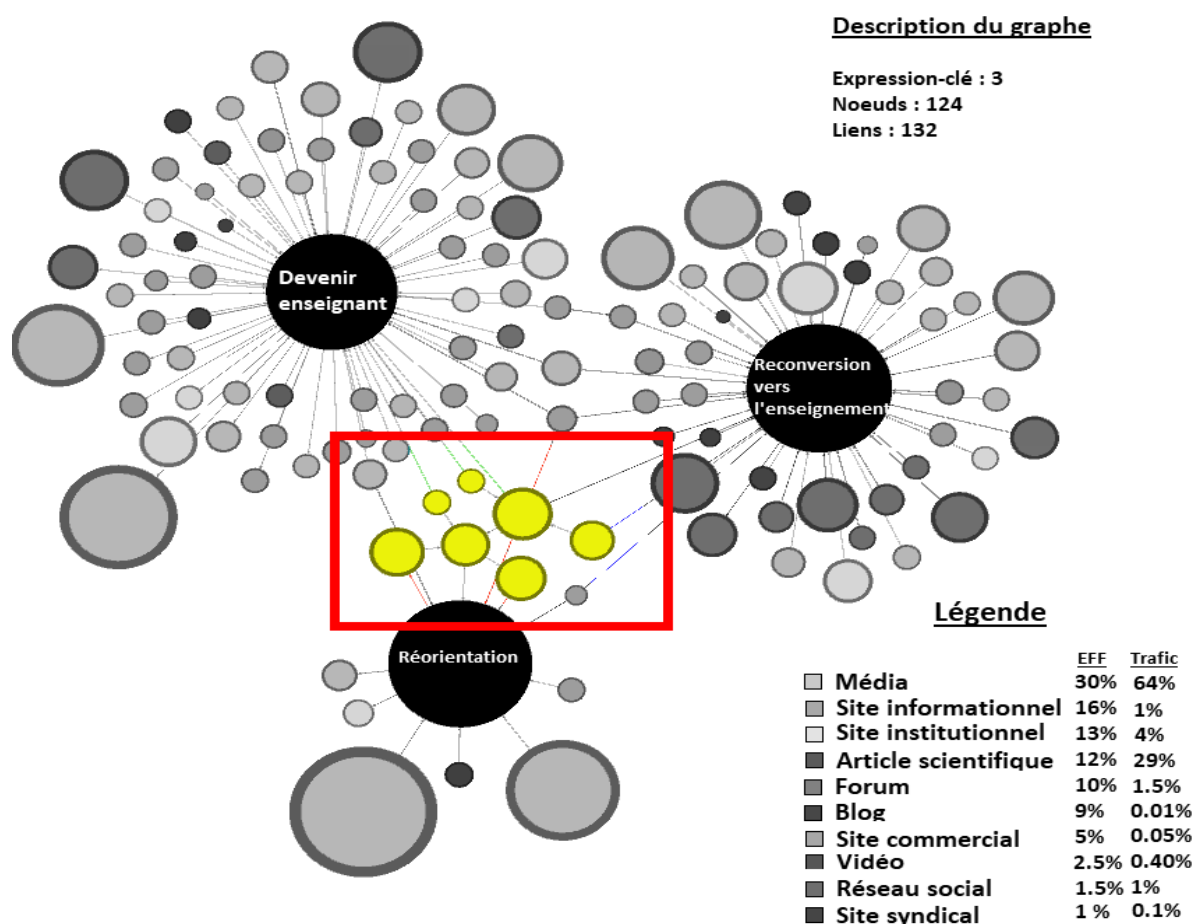 Description du graphe
Expression-clé : 3
Noeuds : 124
Liens : 132
Devenir
enseignant
Reconversion
vers
l'enseignement
Réorientation
Légende
EFF Trafic
Média 30% 64%
Site informationnel 16% 1%
Site institutionnel 13% 4%
Article scientifique 12% 29%
Forum 10% 1.5%
Blog 9% 0.01%
Site commercial 5% 0.05%
Vidéo 2.5% 0.40%
Réseau social 1.5% 1%
Site syndical 1 % 0.1%